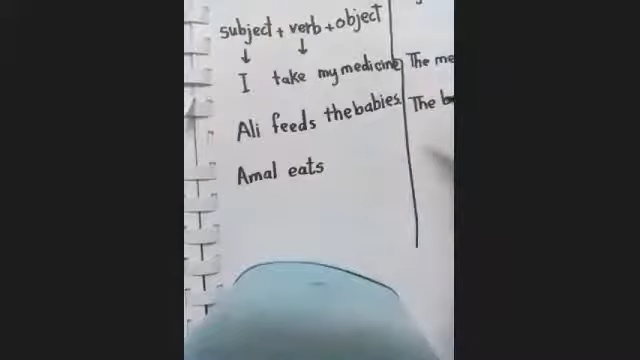 subject + verb + object
I take my medicine The me
Ali feeds the babies. The b
Amal eats